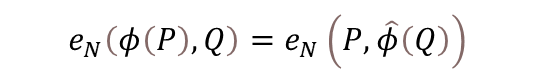 e_N(ϕ(P), Q) = e_N(P, ϕ̂(Q))